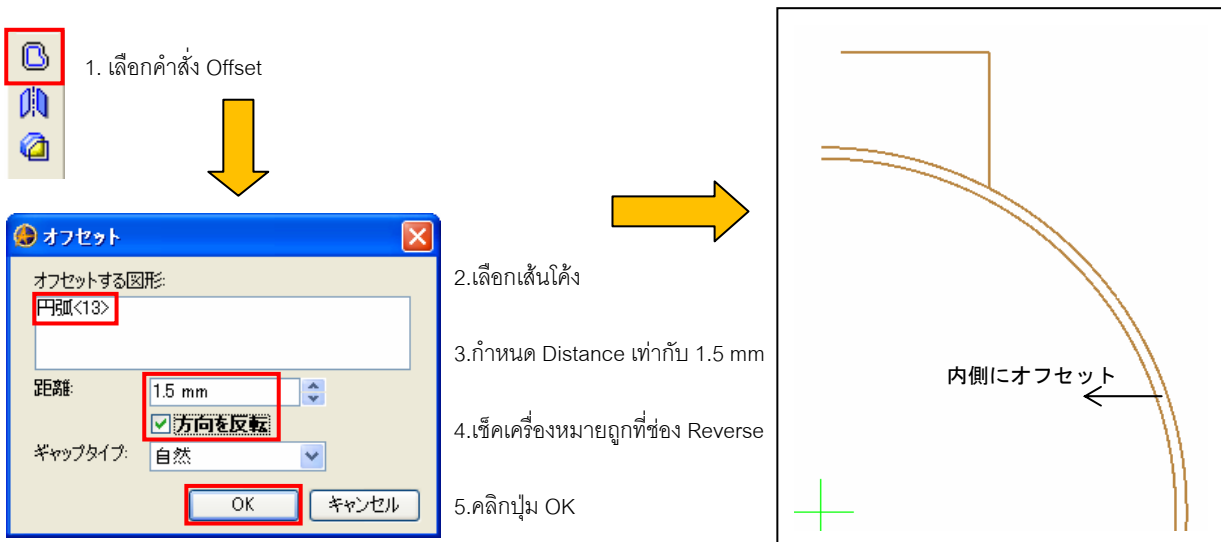 1. เลือกคำสั่ง Offset
オフセット
オフセットする図形:
円弧<13>
距離:
1.5 mm
方向を反転
ギャップタイプ:
自然
OK
キャンセル
2.เลือกเส้นโค้ง
3.กำหนด Distance เท่ากับ 1.5 mm
4.เช็คเครื่องหมายถูกที่ช่อง Reverse
5.คลิกปุ่ม OK
内側にオフセット